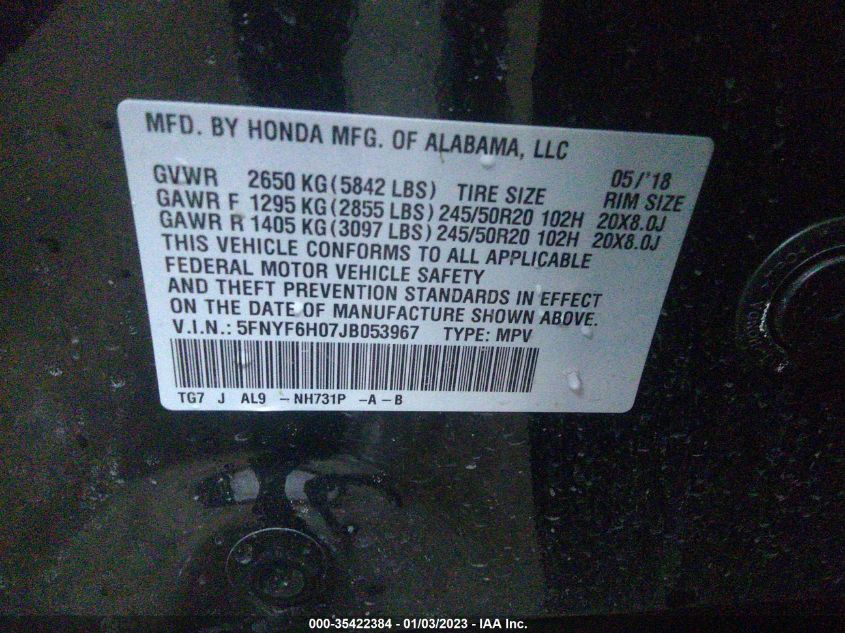 MFD. BY HONDA MFG. OF ALABAMA, LLC
05/'18
GVWR 2650 KG(5842 LBS) TIRE SIZE RIM SIZE
GAWR F 1295 KG(2855 LBS) 245/50R20 102H 20X8.0J
GAWR R 1405 KG(3097 LBS) 245/50R20 102H 20X8.0J
THIS VEHICLE CONFORMS TO ALL APPLICABLE
FEDERAL MOTOR VEHICLE SAFETY
AND THEFT PREVENTION STANDARDS IN EFFECT
ON THE DATE OF MANUFACTURE SHOWN ABOVE.
V.I.N.: 5FNYF6H07JB053967 TYPE: MPV
TG7 J AL9 -NH731P -A-B
000-35422384 - 01/03/2023 - IAA Inc.